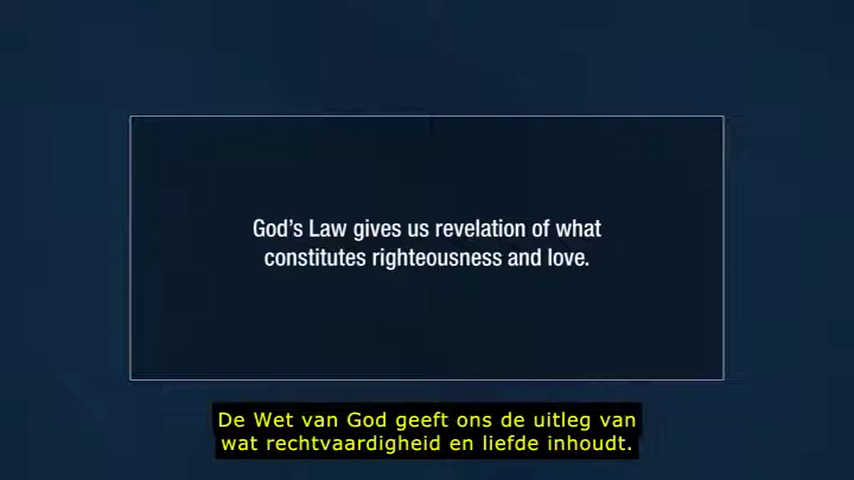 God’s Law gives us revelation of what
constitutes righteousness and love.
De Wet van God geeft ons de uitleg van
wat rechtvaardigheid en liefde inhoudt.